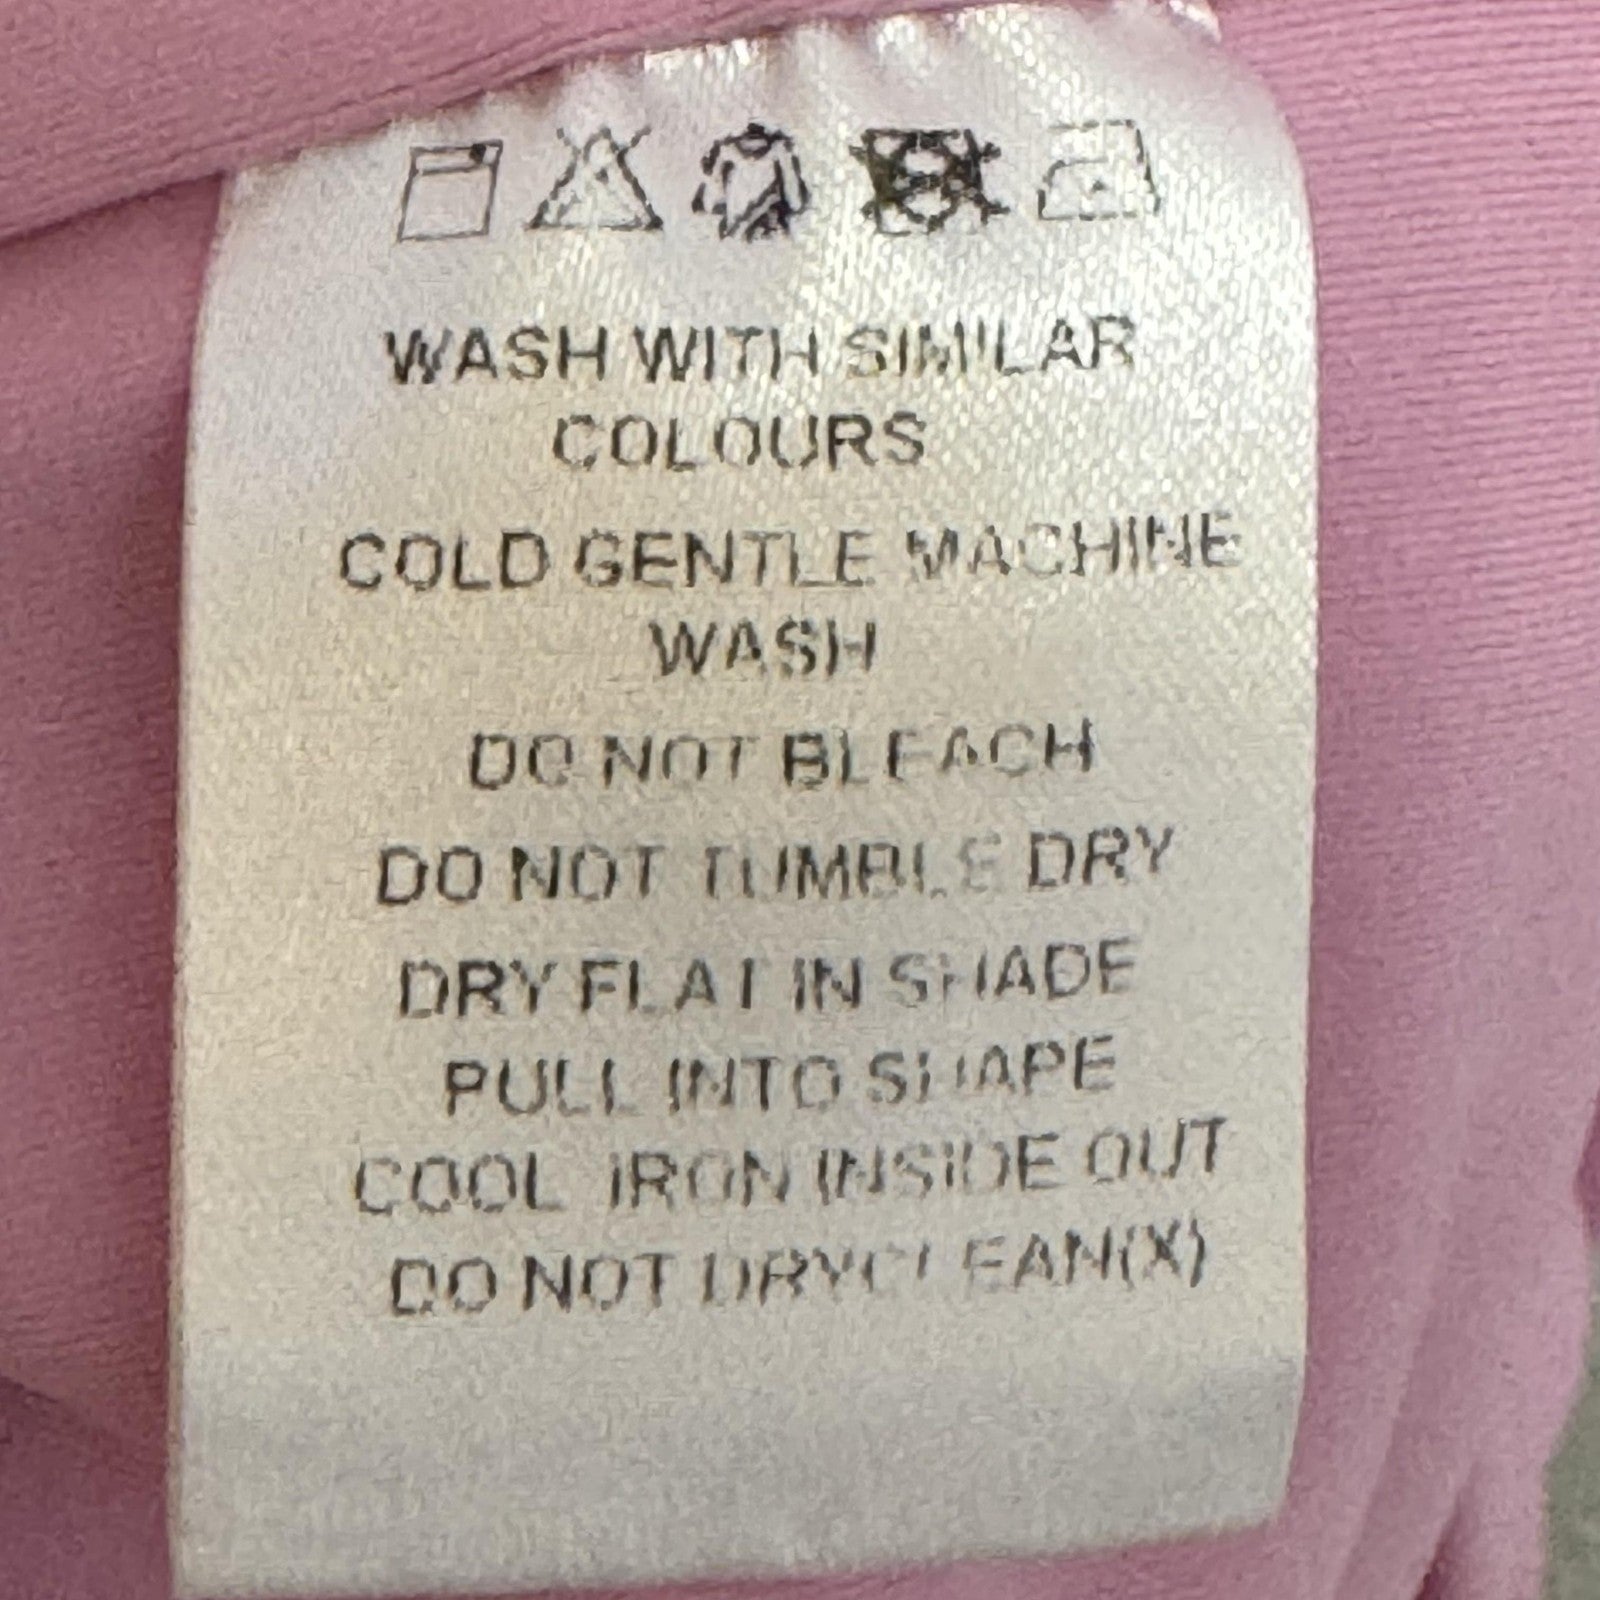 WASH WITH SIMILAR
COLOURS
COLD GENTLE MACHINE
WASH
DO NOT BLEACH
DO NOT TUMBLE DRY
DRY FLAT IN SHADE
PULL INTO SHAPE
COOL IRON INSIDE OUT
DO NOT DRYCLEAN(X)